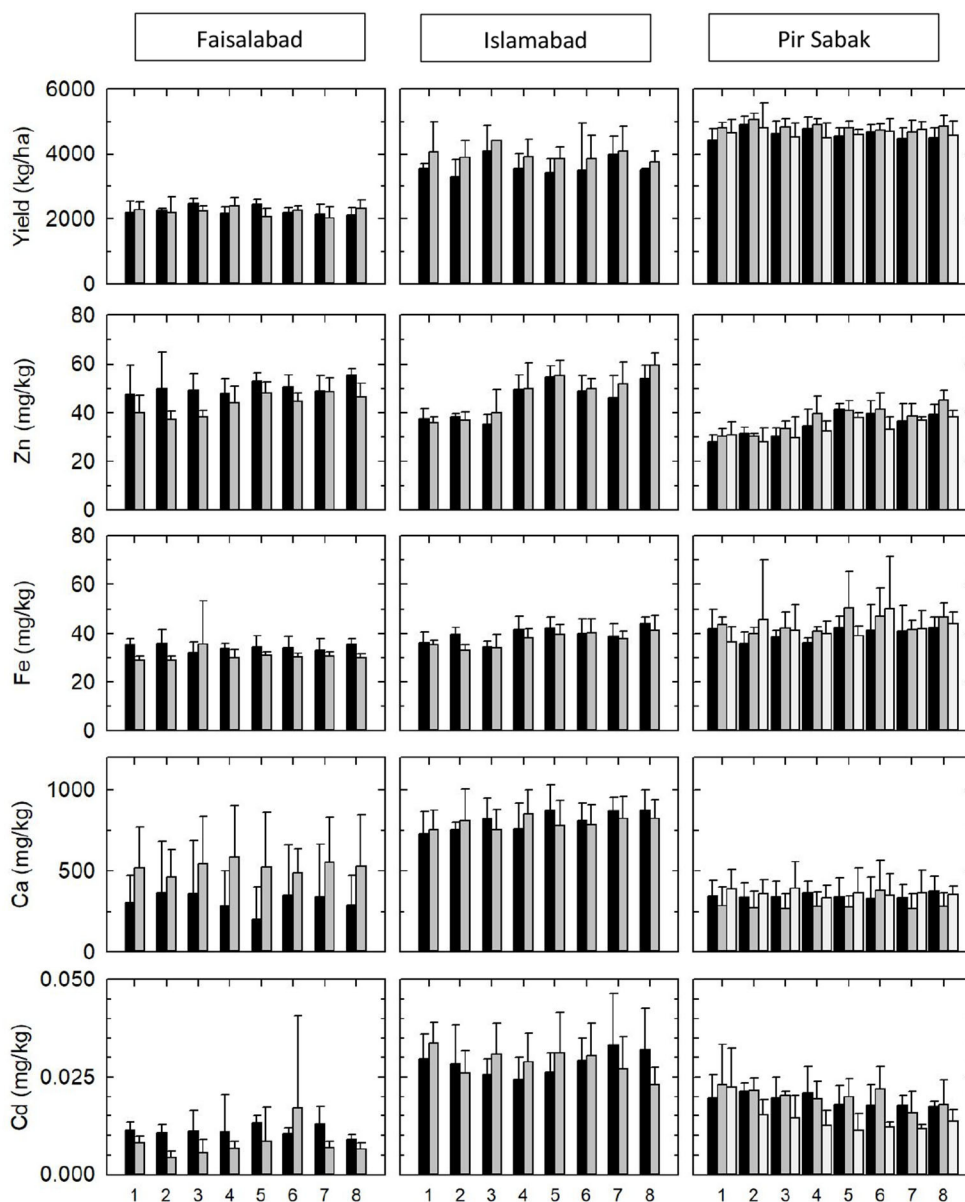 Faisalabad Islamabad Pir Sabak
Yield (kg/ha)
6000
4000
2000
0
Zn (mg/kg)
80
60
40
20
0
Fe (mg/kg)
80
60
40
20
0
Ca (mg/kg)
1000
500
0
Cd (mg/kg)
0.050
0.025
0.000
1 2 3 4 5 6 7 8 1 2 3 4 5 6 7 8 1 2 3 4 5 6 7 8